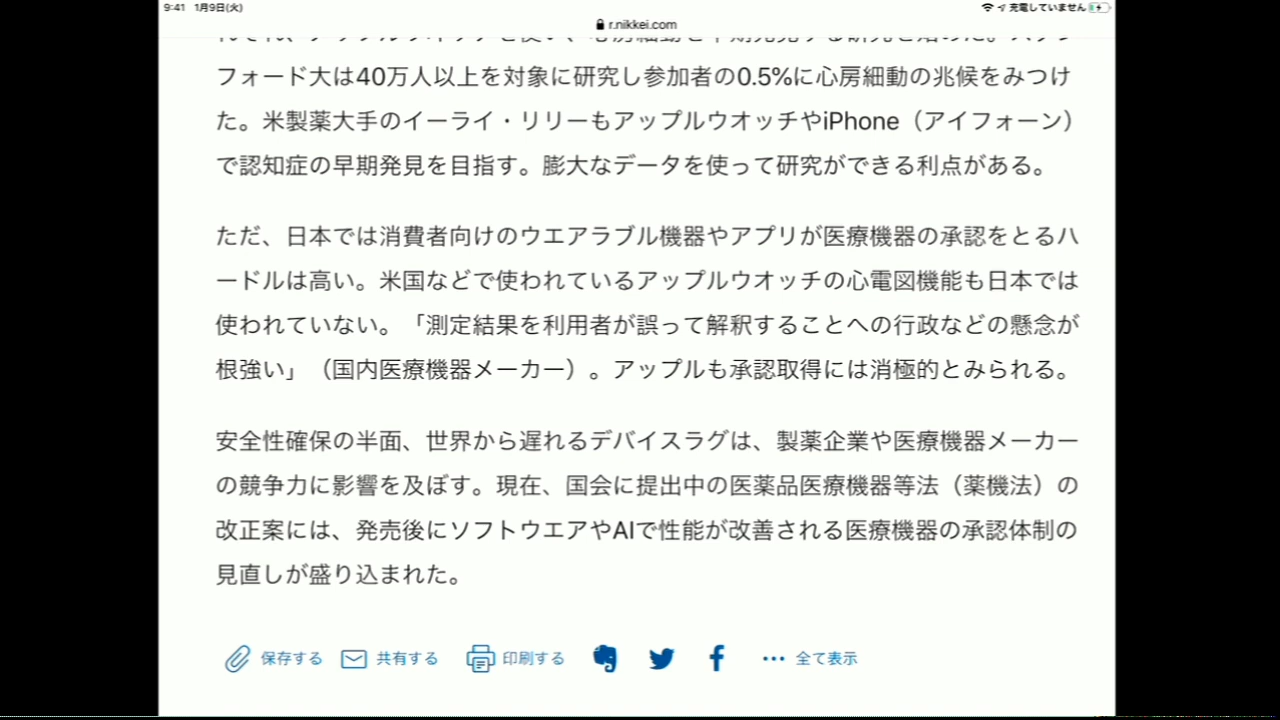 9:41 1月9日(火)
充電していません
r.nikkei.com
フォード大は40万人以上を対象に研究し参加者の0.5%に心房細動の兆候をみつけ
た。米製薬大手のイーライ・リリーもアップルウオッチやiPhone（アイフォーン）
で認知症の早期発見を目指す。膨大なデータを使って研究ができる利点がある。
ただ、日本では消費者向けのウエアラブル機器やアプリが医療機器の承認をとるハ
ードルは高い。米国などで使われているアップルウオッチの心電図機能も日本では
使われていない。「測定結果を利用者が誤って解釈することへの行政などの懸念が
根強い」（国内医療機器メーカー）。アップルも承認取得には消極的とみられる。
安全性確保の半面、世界から遅れるデバイスラグは、製薬企業や医療機器メーカー
の競争力に影響を及ぼす。現在、国会に提出中の医薬品医療機器等法（薬機法）の
改正案には、発売後にソフトウエアやAIで性能が改善される医療機器の承認体制の
見直しが盛り込まれた。
保存する 共有する 印刷する 全て表示